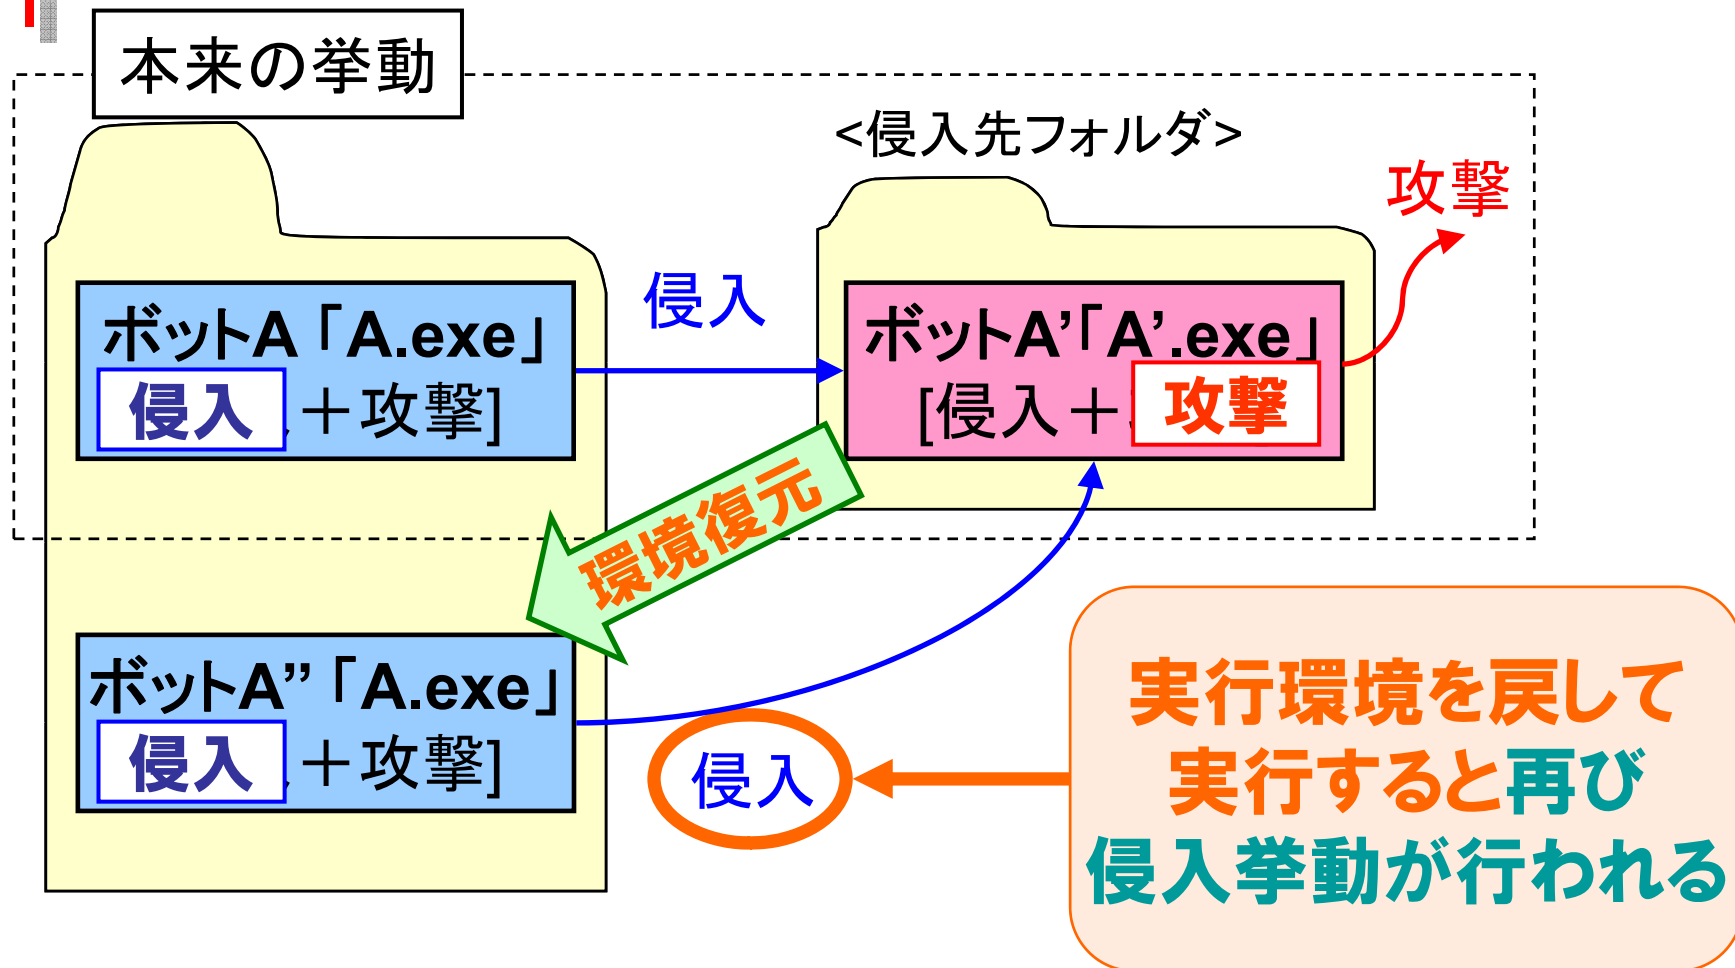 本来の挙動
<侵入先フォルダ>
攻撃
侵入
ボットA「A.exe」
侵入 ＋攻撃]
ボットA’「A’.exe」
[侵入＋ 攻撃
環境復元
ボットA”「A.exe」
侵入 ＋攻撃]
侵入
実行環境を戻して
実行すると再び
侵入挙動が行われる